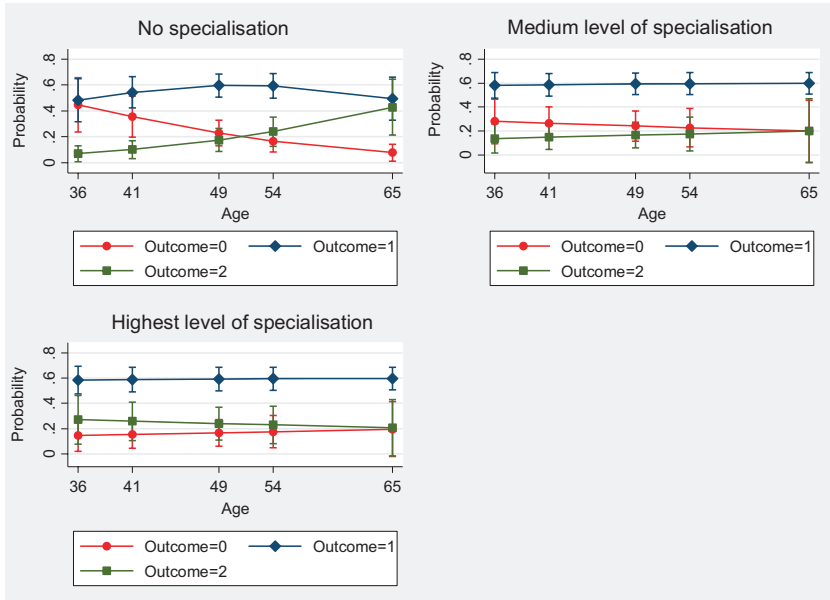 No specialisation
Probability
.8
.6
.4
.2
0
36 41 49 54 65
Age
Outcome=0 Outcome=1
Outcome=2
Medium level of specialisation
Probability
.8
.6
.4
.2
0
36 41 49 54 65
Age
Outcome=0 Outcome=1
Outcome=2
Highest level of specialisation
Probability
.8
.6
.4
.2
0
36 41 49 54 65
Age
Outcome=0 Outcome=1
Outcome=2